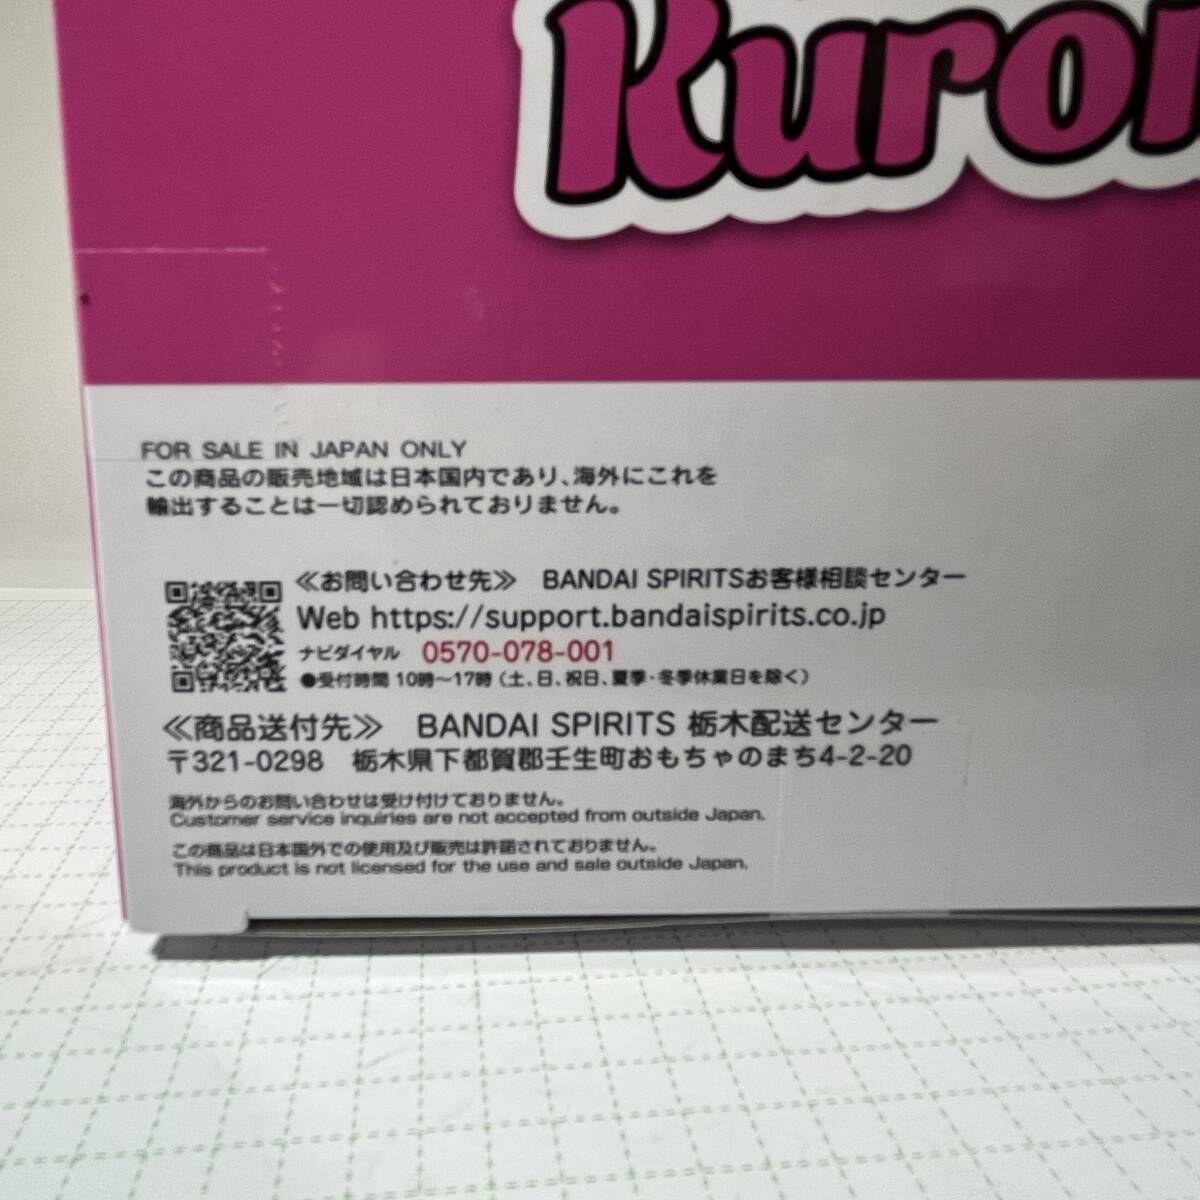 Kuro
FOR SALE IN JAPAN ONLY
この商品の販売地域は日本国内であり、海外にこれを
輸出することは一切認められておりません。
≪お問い合わせ先≫ BANDAI SPIRITSお客様相談センター
Web https://support.bandaispirits.co.jp
ナビダイヤル 0570-078-001
●受付時間 10時～17時（土、日、祝日、夏季・冬季休業日を除く）
≪商品送付先≫ BANDAI SPIRITS 栃木配送センター
〒321-0298 栃木県下都賀郡壬生町おもちゃのまち4-2-20
海外からのお問い合わせは受け付けておりません。
Customer service inquiries are not accepted from outside Japan.
この商品は日本国外での使用及び販売は許諾されておりません。
This product is not licensed for the use and sale outside Japan.